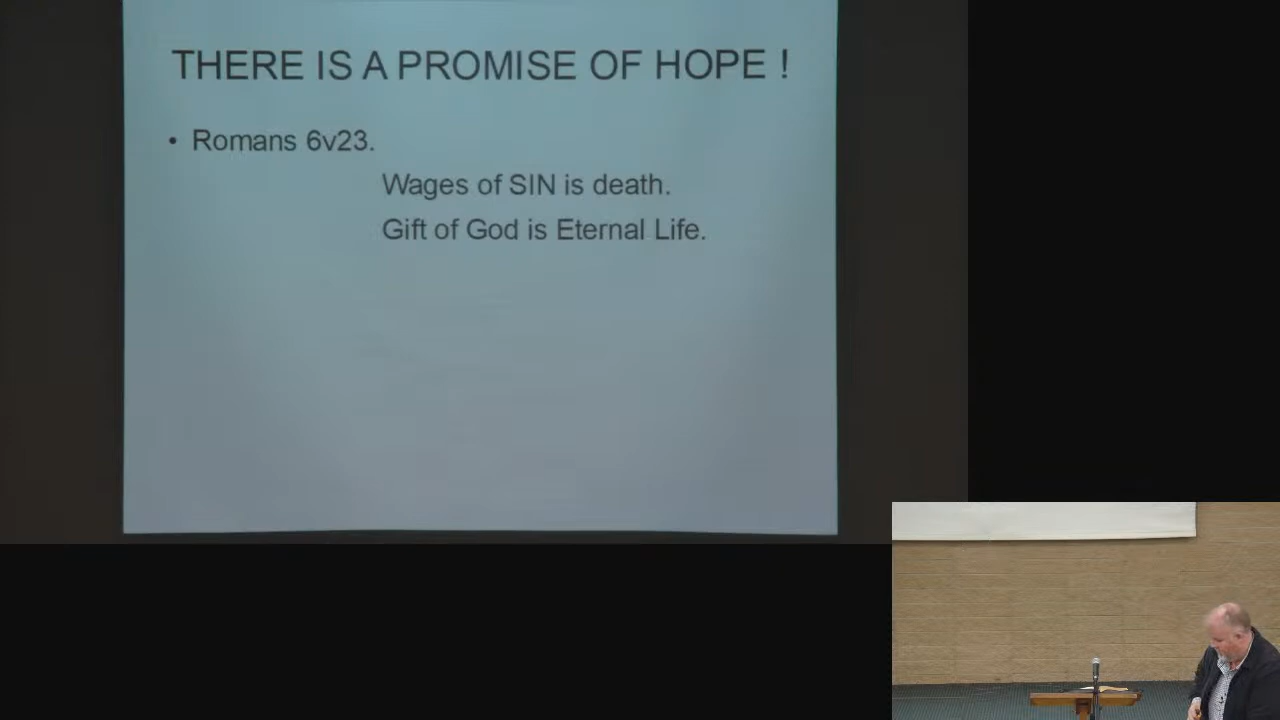 THERE IS A PROMISE OF HOPE !
• Romans 6v23.
Wages of SIN is death.
Gift of God is Eternal Life.